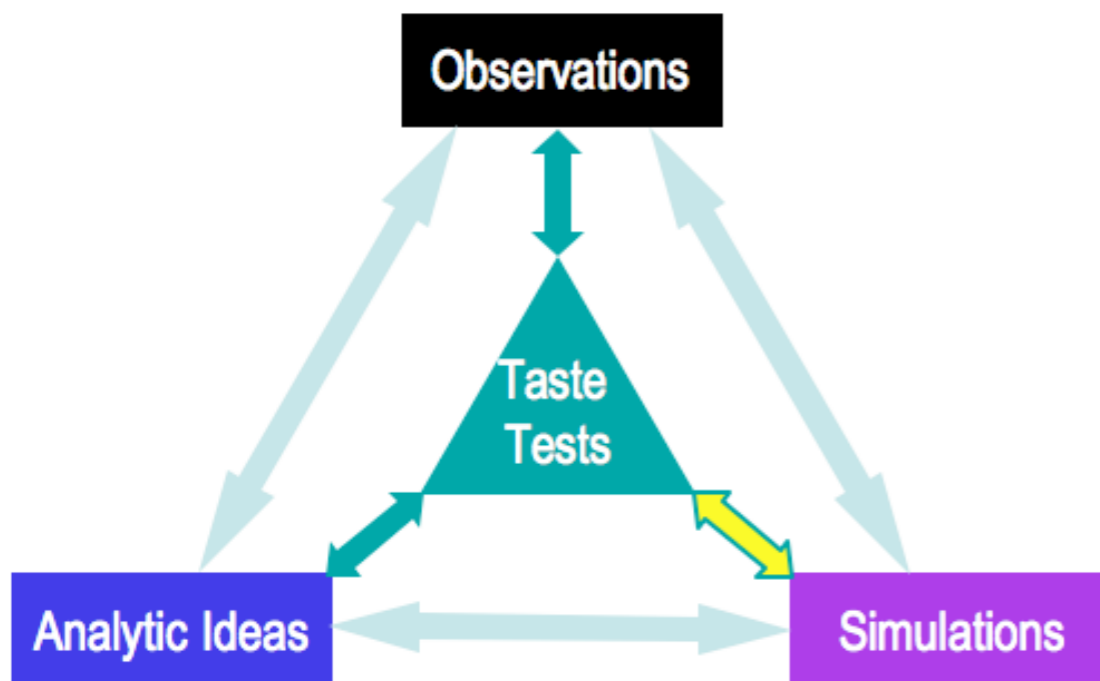 Observations
Taste
Tests
Analytic Ideas
Simulations